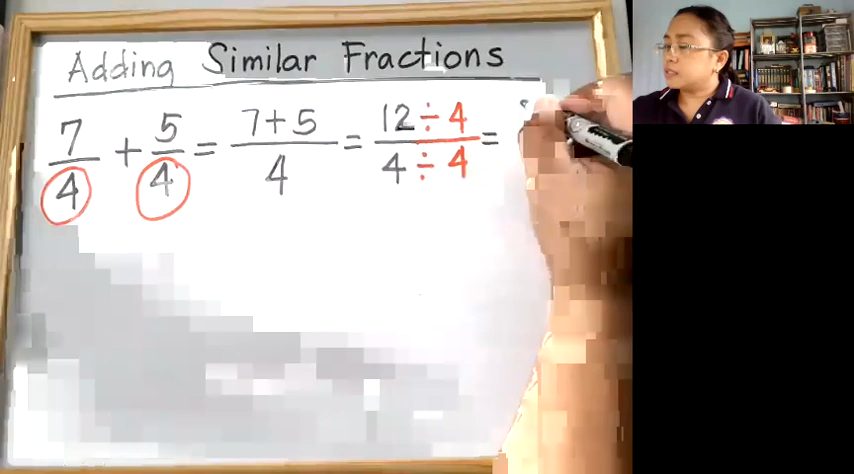 Adding Similar Fractions
7/4 + 5/4 = 7+5/4 = 12÷4/4÷4 =